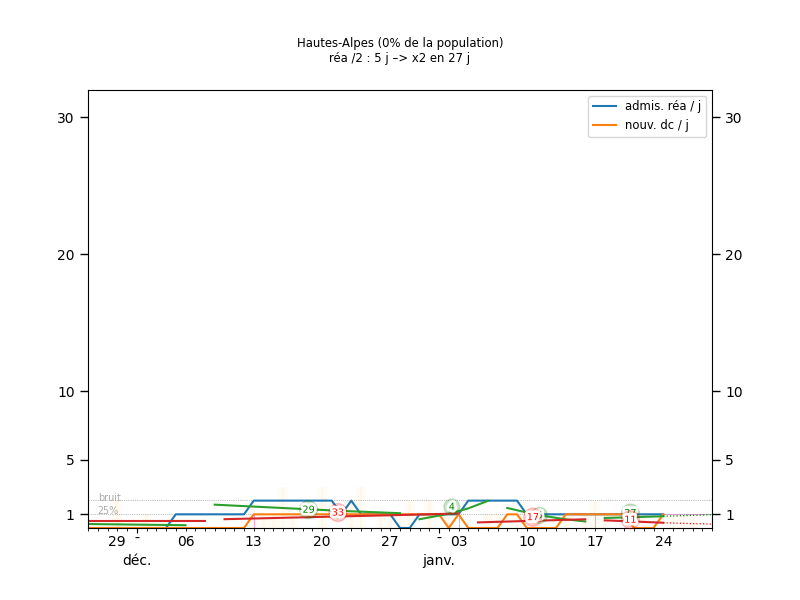 Hautes-Alpes (0% de la population)
réa /2 : 5 j –> x2 en 27 j
admis. réa / j
nouv. dc / j
30 30
20 20
10 10
5 5
1 1
bruit
25%
29 33 4 17 11
29 - 06 13 20 27 - 03 10 17 24
déc. janv.